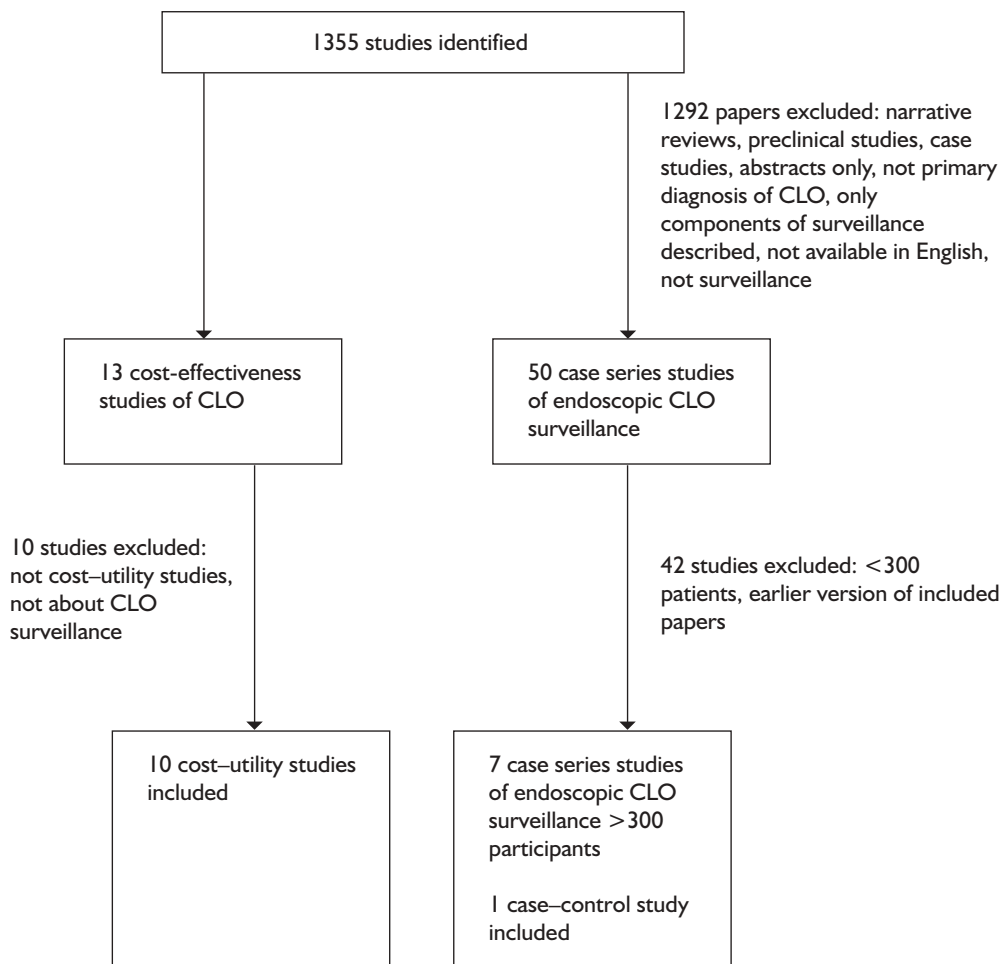 1355 studies identified
1292 papers excluded: narrative
reviews, preclinical studies, case
studies, abstracts only, not primary
diagnosis of CLO, only
components of surveillance
described, not available in English,
not surveillance
13 cost-effectiveness
studies of CLO
50 case series studies
of endoscopic CLO
surveillance
10 studies excluded:
not cost–utility studies,
not about CLO
surveillance
42 studies excluded: <300
patients, earlier version of included
papers
10 cost–utility studies
included
7 case series studies
of endoscopic CLO
surveillance >300
participants
1 case–control study
included